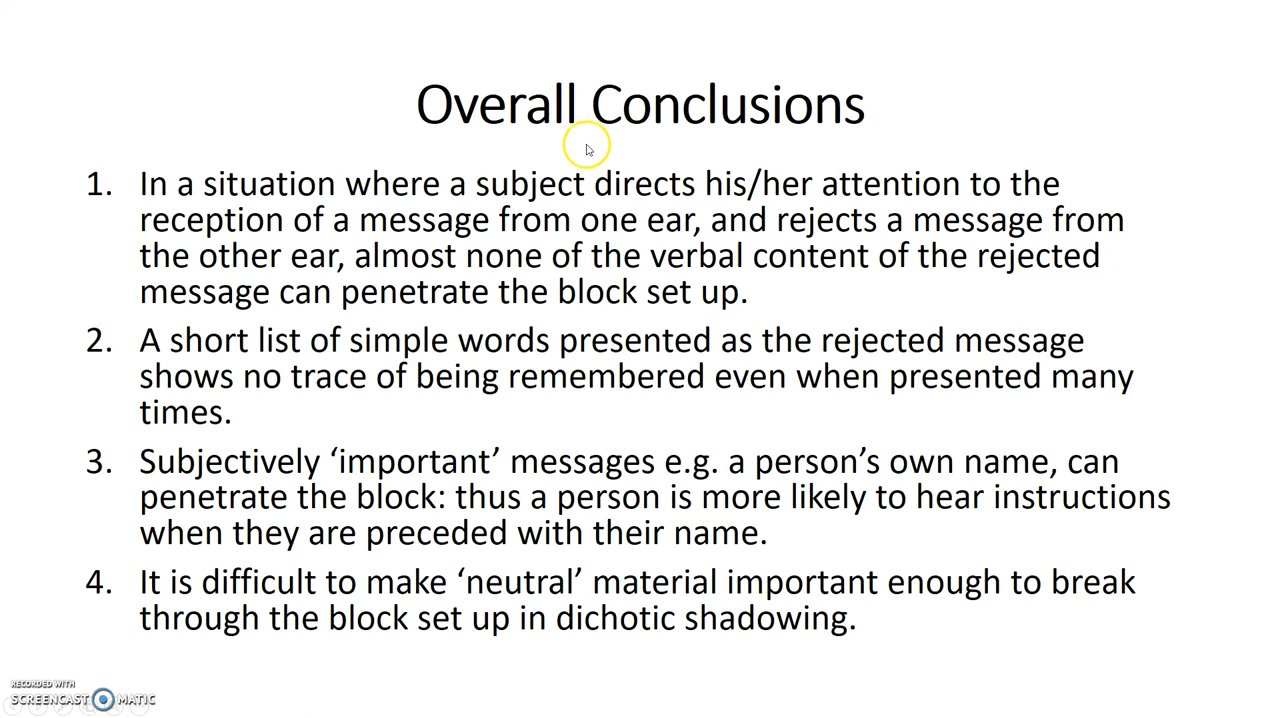 Overall Conclusions
1. In a situation where a subject directs his/her attention to the
reception of a message from one ear, and rejects a message from
the other ear, almost none of the verbal content of the rejected
message can penetrate the block set up.
2. A short list of simple words presented as the rejected message
shows no trace of being remembered even when presented many
times.
3. Subjectively ‘important’ messages e.g. a person’s own name, can
penetrate the block: thus a person is more likely to hear instructions
when they are preceded with their name.
4. It is difficult to make ‘neutral’ material important enough to break
through the block set up in dichotic shadowing.
RECORDED WITH
SCREENCAST MATIC